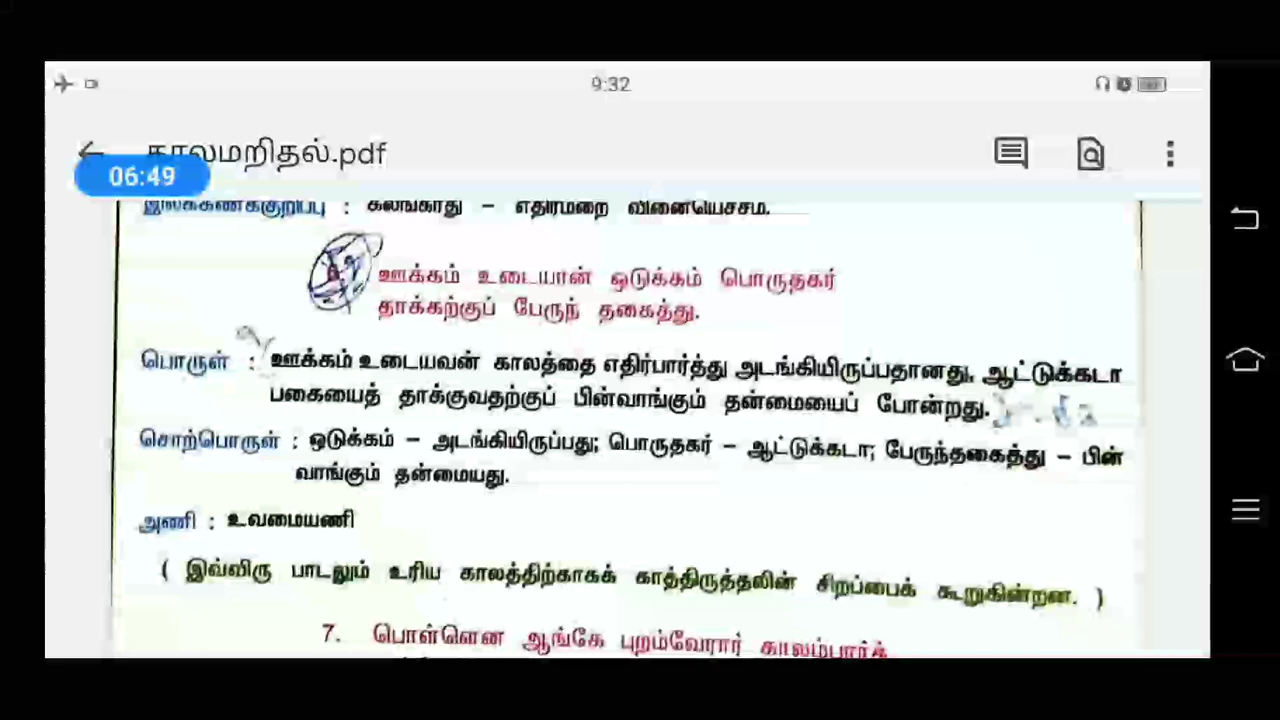 9:32
காலமறிதல்.pdf
06:49
இலக்கணக்குறிப்பு : கலங்காது – எதிர்மறை வினையெச்சம்.
ஊக்கம் உடையான் ஒடுக்கம் பொருதகர்
தாக்கற்குப் பேருந் தகைத்து.
பொருள் : ஊக்கம் உடையவன் காலத்தை எதிர்பார்த்து அடங்கியிருப்பதானது, ஆட்டுக்கடா
பகையைத் தாக்குவதற்குப் பின்வாங்கும் தன்மையைப் போன்றது.
சொற்பொருள் : ஒடுக்கம் – அடங்கியிருப்பது; பொருதகர் – ஆட்டுக்கடா; பேருந்தகைத்து – பின்
வாங்கும் தன்மையது.
அணி : உவமையணி
( இவ்விரு பாடலும் உரிய காலத்திற்காகக் காத்திருத்தலின் சிறப்பைக் கூறுகின்றன. )
7. பொள்ளென ஆங்கே புறம்வேரார் காலம்பார்க்